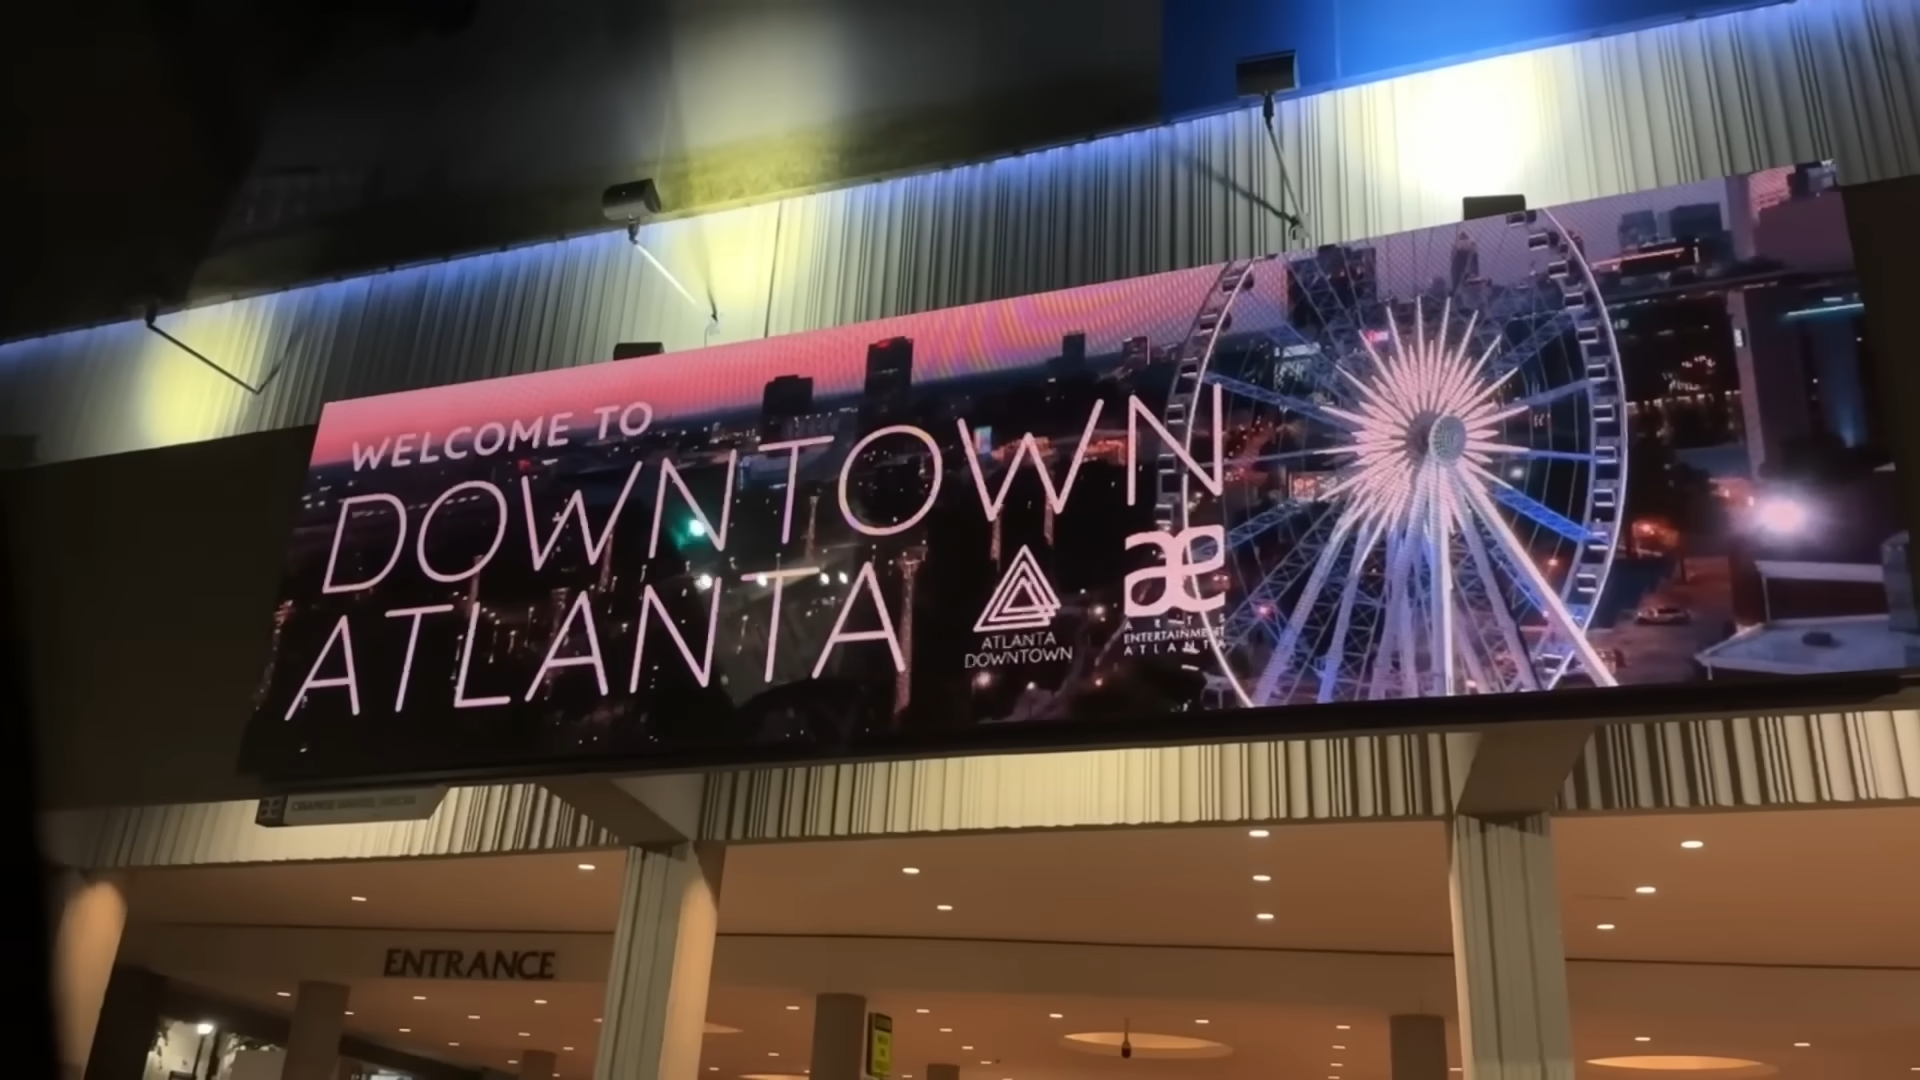 WELCOME TO
DOWNTOWN
ATLANTA
ATLANTA
DOWNTOWN
æ
ARTS
ENTERTAINMENT
ATLANTA
ENTRANCE